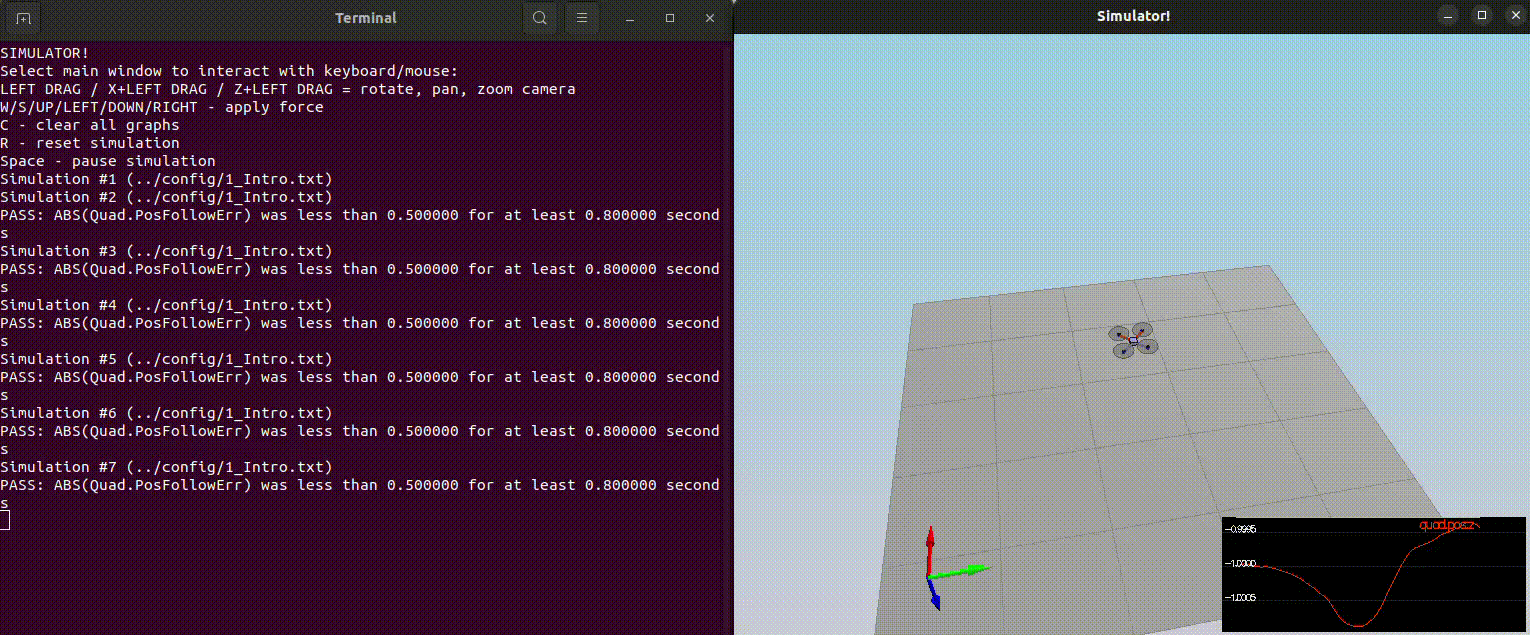 Terminal
SIMULATOR!
Select main window to interact with keyboard/mouse:
LEFT DRAG / X+LEFT DRAG / Z+LEFT DRAG = rotate, pan, zoom camera
W/S/UP/LEFT/DOWN/RIGHT - apply force
C - clear all graphs
R - reset simulation
Space - pause simulation
Simulation #1 (../config/1_Intro.txt)
Simulation #2 (../config/1_Intro.txt)
PASS: ABS(Quad.PosFollowErr) was less than 0.500000 for at least 0.800000 second
s
Simulation #3 (../config/1_Intro.txt)
PASS: ABS(Quad.PosFollowErr) was less than 0.500000 for at least 0.800000 second
s
Simulation #4 (../config/1_Intro.txt)
PASS: ABS(Quad.PosFollowErr) was less than 0.500000 for at least 0.800000 second
s
Simulation #5 (../config/1_Intro.txt)
PASS: ABS(Quad.PosFollowErr) was less than 0.500000 for at least 0.800000 second
s
Simulation #6 (../config/1_Intro.txt)
PASS: ABS(Quad.PosFollowErr) was less than 0.500000 for at least 0.800000 second
s
Simulation #7 (../config/1_Intro.txt)
PASS: ABS(Quad.PosFollowErr) was less than 0.500000 for at least 0.800000 second
s
Simulator!
quad.pos.z
-0.9995
-1.0000
-1.0005